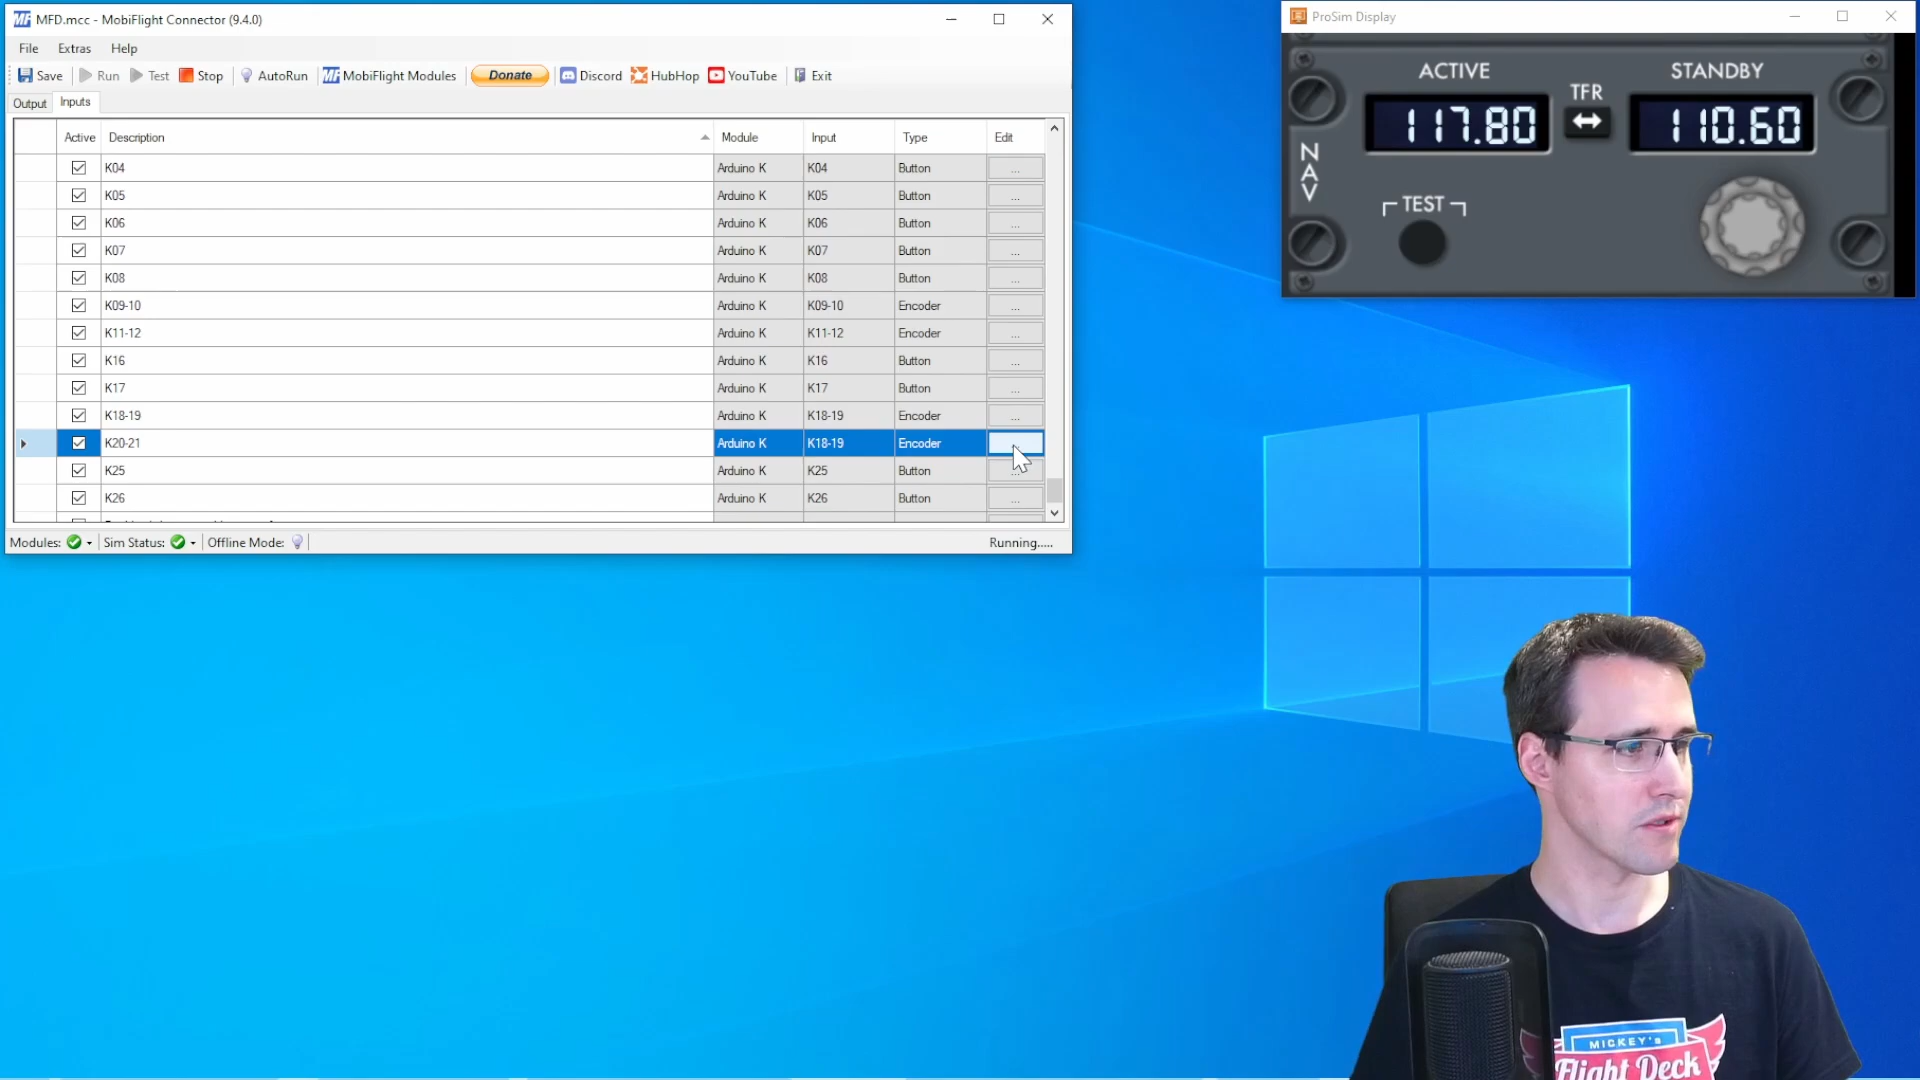 MFD.mcc - MobiFlight Connector (9.4.0)
File Extras Help
Save Run Test Stop AutoRun MobiFlight Modules Donate Discord HubHop YouTube Exit
Output Inputs
Active Description Module Input Type Edit
K04 Arduino K K04 Button ...
K05 Arduino K K05 Button ...
K06 Arduino K K06 Button ...
K07 Arduino K K07 Button ...
K08 Arduino K K08 Button ...
K09-10 Arduino K K09-10 Encoder ...
K11-12 Arduino K K11-12 Encoder ...
K16 Arduino K K16 Button ...
K17 Arduino K K17 Button ...
K18-19 Arduino K K18-19 Encoder ...
K20-21 Arduino K K18-19 Encoder
K25 Arduino K K25 Button ...
K26 Arduino K K26 Button ...
Modules: Sim Status: Offline Mode: Running.....
ProSim Display
ACTIVE STANDBY
TFR
117.80 110.60
NAV
TEST
MICKEY's
Flight Deck